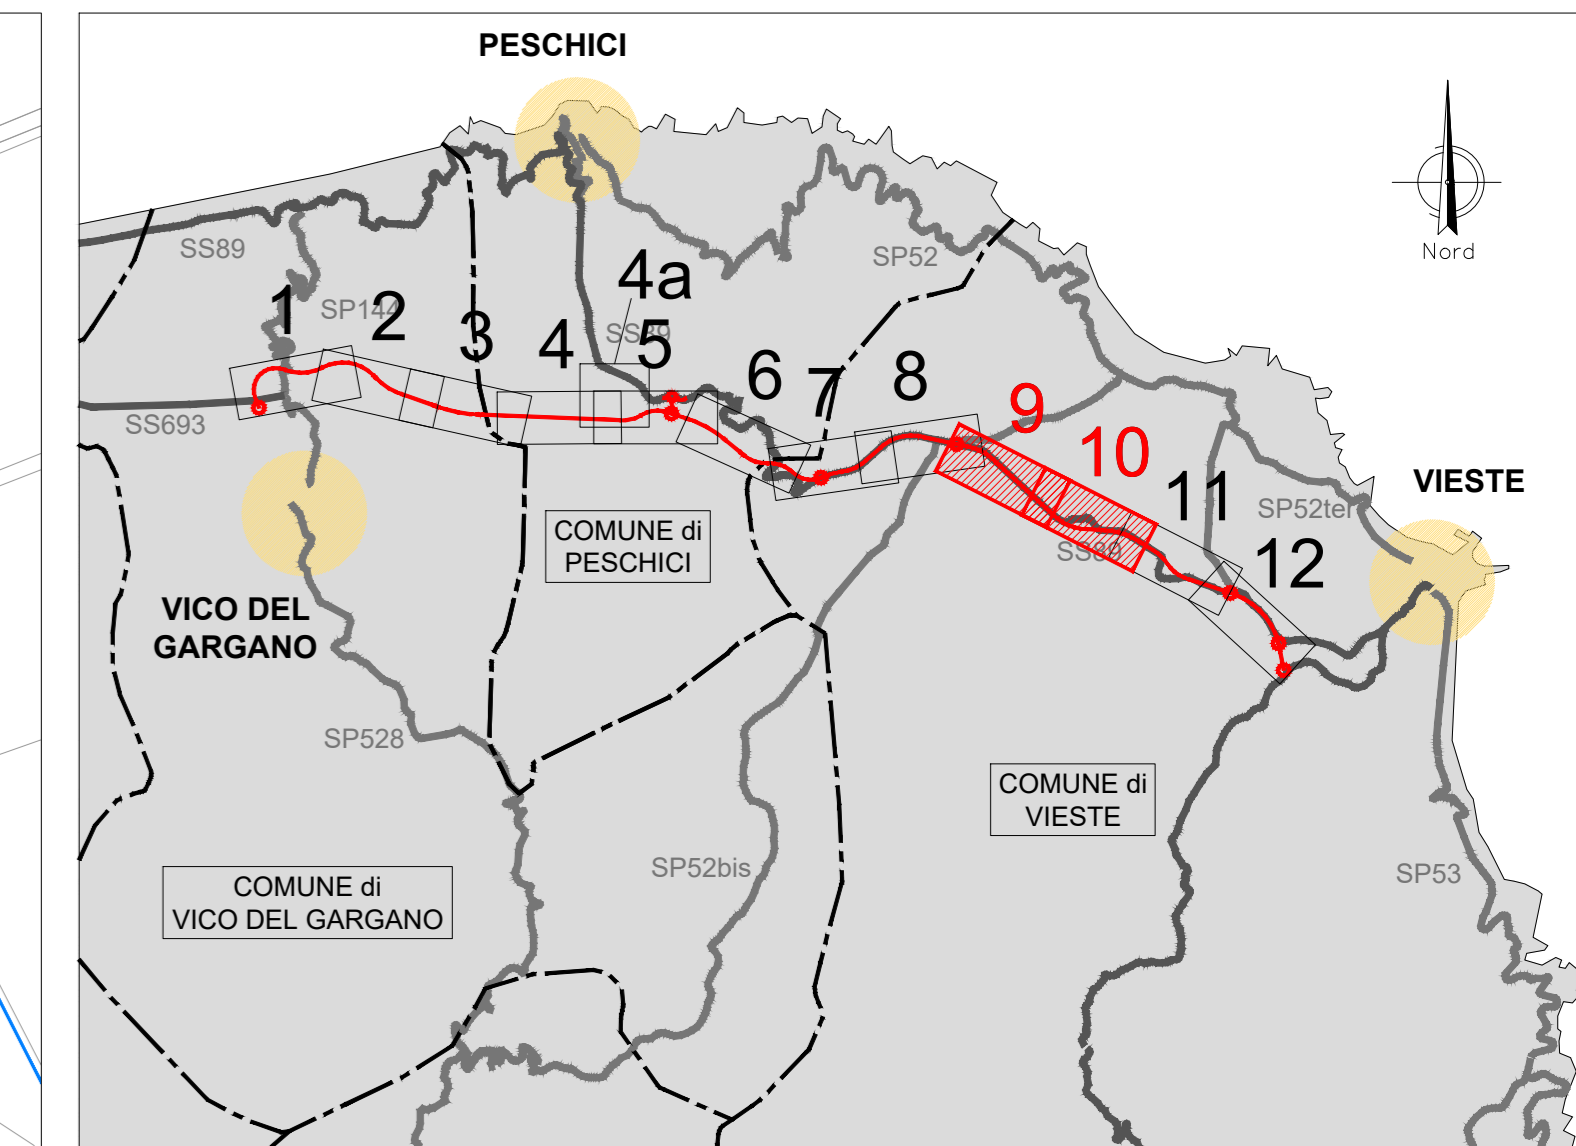 PESCHICI
Nord
SS89
SP52
4a
SP144
1
2
3
4
SS89
5
6
7
8
9
10
SS693
11
VIESTE
SP52ter
COMUNE di
PESCHICI
SS89
12
VICO DEL
GARGANO
SP528
COMUNE di
VIESTE
SP52bis
SP53
COMUNE di
VICO DEL GARGANO